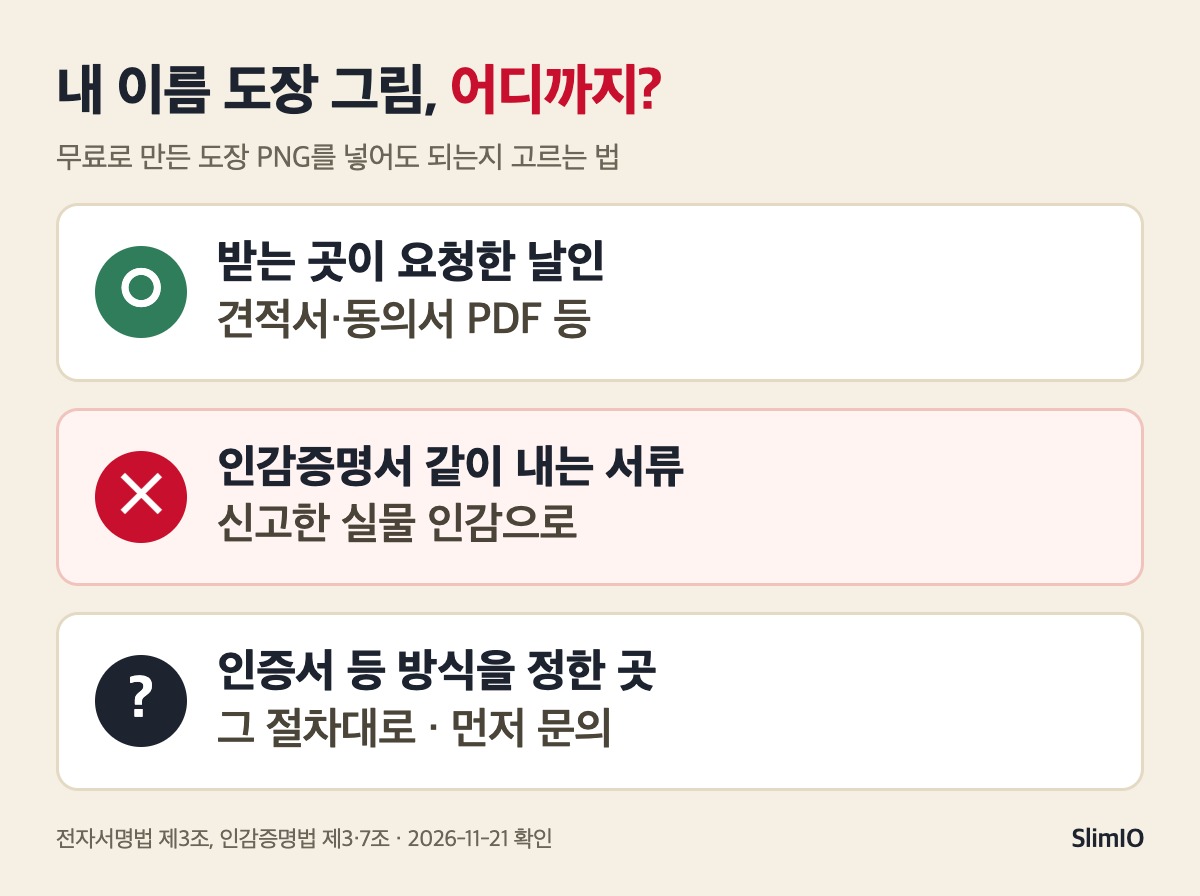 내 이름 도장 그림, 어디까지?
무료로 만든 도장 PNG를 넣어도 되는지 고르는 법
받는 곳이 요청한 날인
견적서·동의서 PDF 등
인감증명서 같이 내는 서류
신고한 실물 인감으로
?
인증서 등 방식을 정한 곳
그 절차대로 · 먼저 문의
전자서명법 제3조, 인감증명법 제3·7조 · 2026-11-21 확인
SlimIO